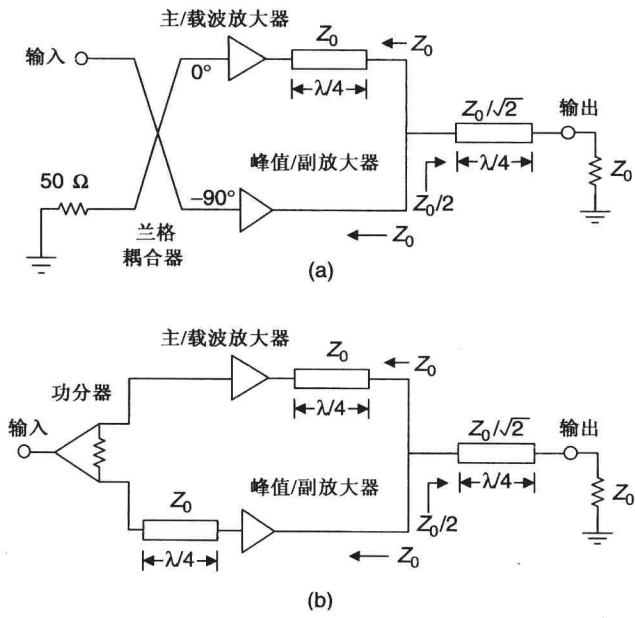 主/载波放大器
Z₀
← Z₀
输入
0°
λ/4
Z₀/√2
输出
λ/4
峰值/副放大器
Z₀/2
Z₀
50 Ω
−90°
← Z₀
兰格
耦合器
(a)
主/载波放大器
Z₀
← Z₀
功分器
λ/4
Z₀/√2
输出
输入
λ/4
峰值/副放大器
Z₀
Z₀/2
Z₀
λ/4
← Z₀
(b)